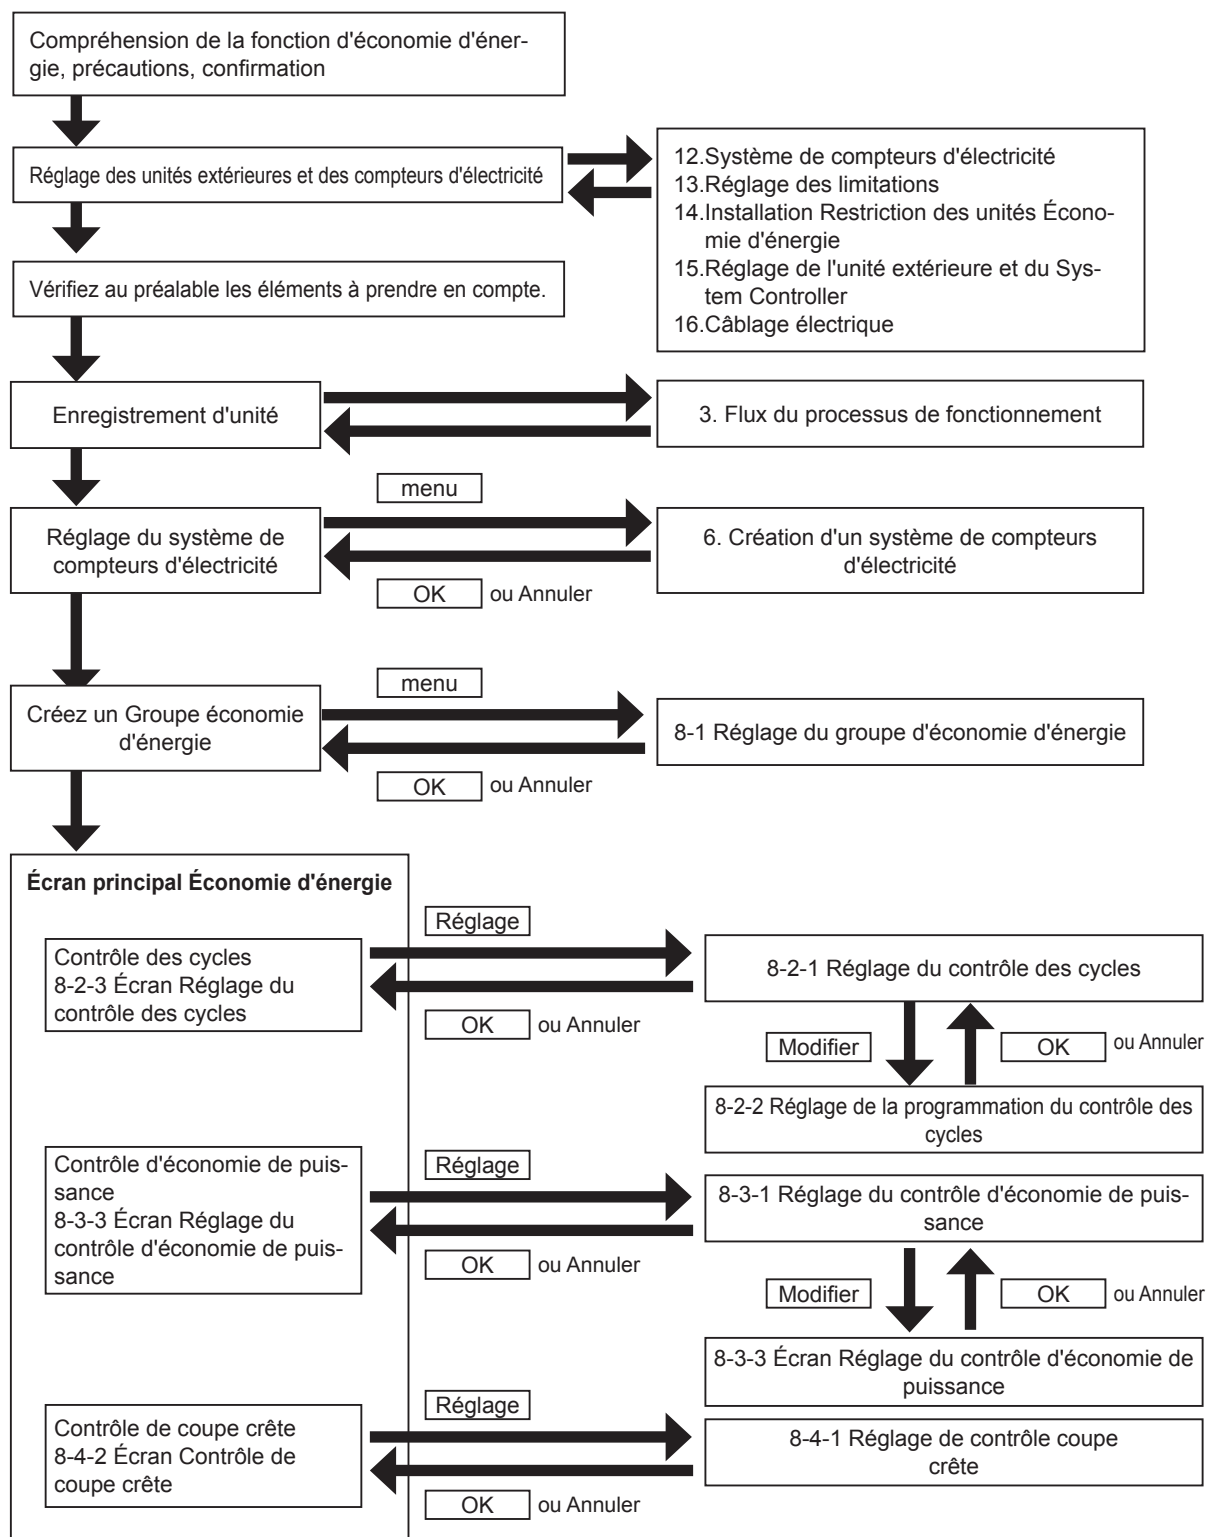 Compréhension de la fonction d'économie d'éner-
gie, précautions, confirmation
Réglage des unités extérieures et des compteurs d'électricité
12.Système de compteurs d'électricité
13.Réglage des limitations
14.Installation Restriction des unités Écono-
mie d'énergie
15.Réglage de l'unité extérieure et du Sys-
tem Controller
16.Câblage électrique
Vérifiez au préalable les éléments à prendre en compte.
Enregistrement d'unité
3. Flux du processus de fonctionnement
menu
Réglage du système de
compteurs d'électricité
6. Création d'un système de compteurs
d'électricité
OK ou Annuler
menu
Créez un Groupe économie
d'énergie
8-1 Réglage du groupe d'économie d'énergie
OK ou Annuler
Écran principal Économie d'énergie
Réglage
Contrôle des cycles
8-2-3 Écran Réglage du
contrôle des cycles
8-2-1 Réglage du contrôle des cycles
OK ou Annuler
Modifier
OK ou Annuler
8-2-2 Réglage de la programmation du contrôle des
cycles
Réglage
Contrôle d'économie de puis-
sance
8-3-3 Écran Réglage du
contrôle d'économie de puis-
sance
8-3-1 Réglage du contrôle d'économie de puis-
sance
OK ou Annuler
Modifier
OK ou Annuler
8-3-3 Écran Réglage du contrôle d'économie de
puissance
Réglage
Contrôle de coupe crête
8-4-2 Écran Contrôle de
coupe crête
8-4-1 Réglage de contrôle coupe
crête
OK ou Annuler